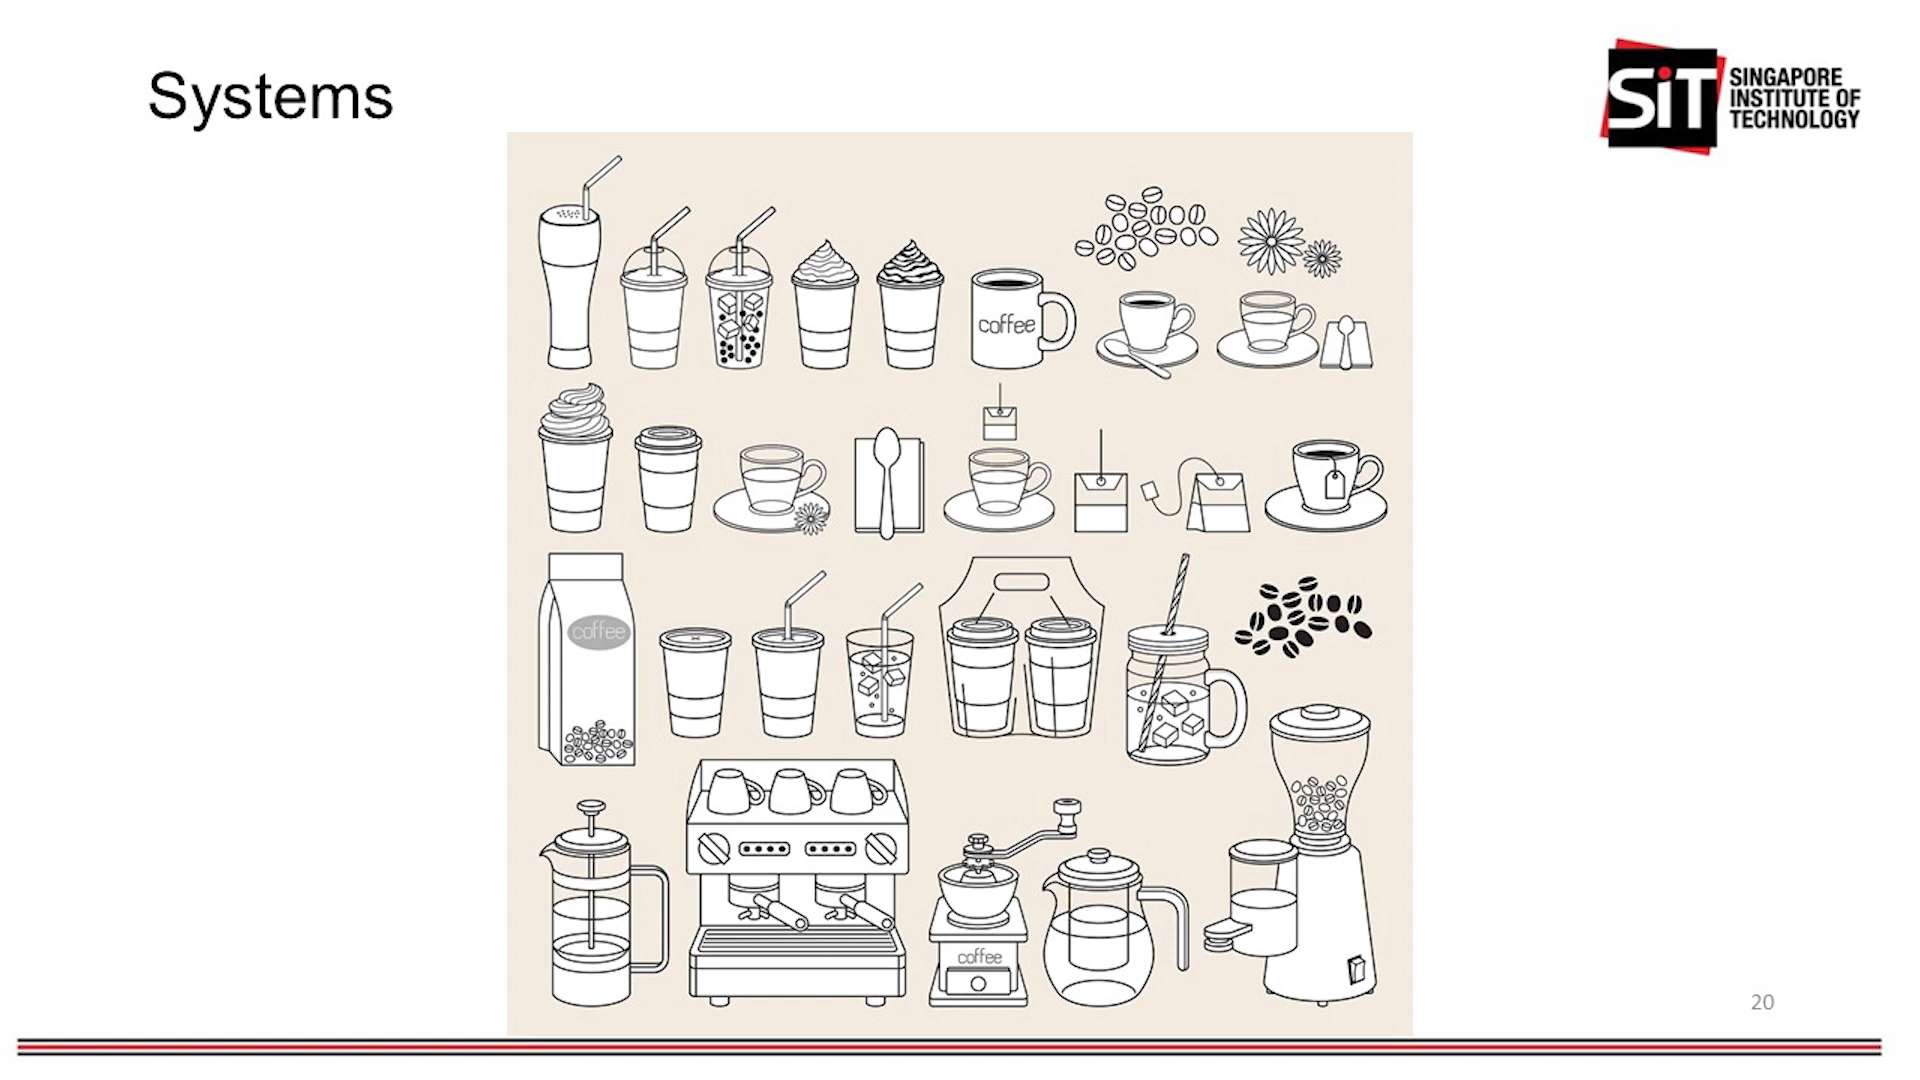 Systems
SiT
SINGAPORE
INSTITUTE OF
TECHNOLOGY
coffee
coffee
coffee
20